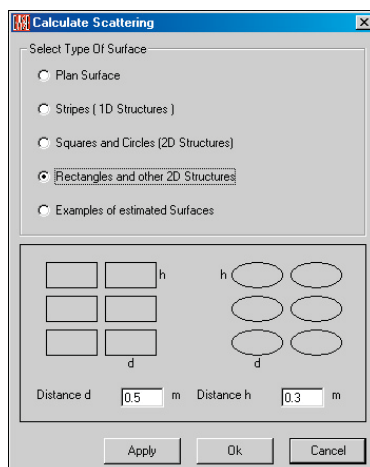 Calculate Scattering
Select Type Of Surface
Plan Surface
Stripes ( 1D Structures )
Squares and Circles (2D Structures)
Rectangles and other 2D Structures
Examples of estimated Surfaces
h h
d d
Distance d 0.5 m Distance h 0.3 m
Apply Ok Cancel